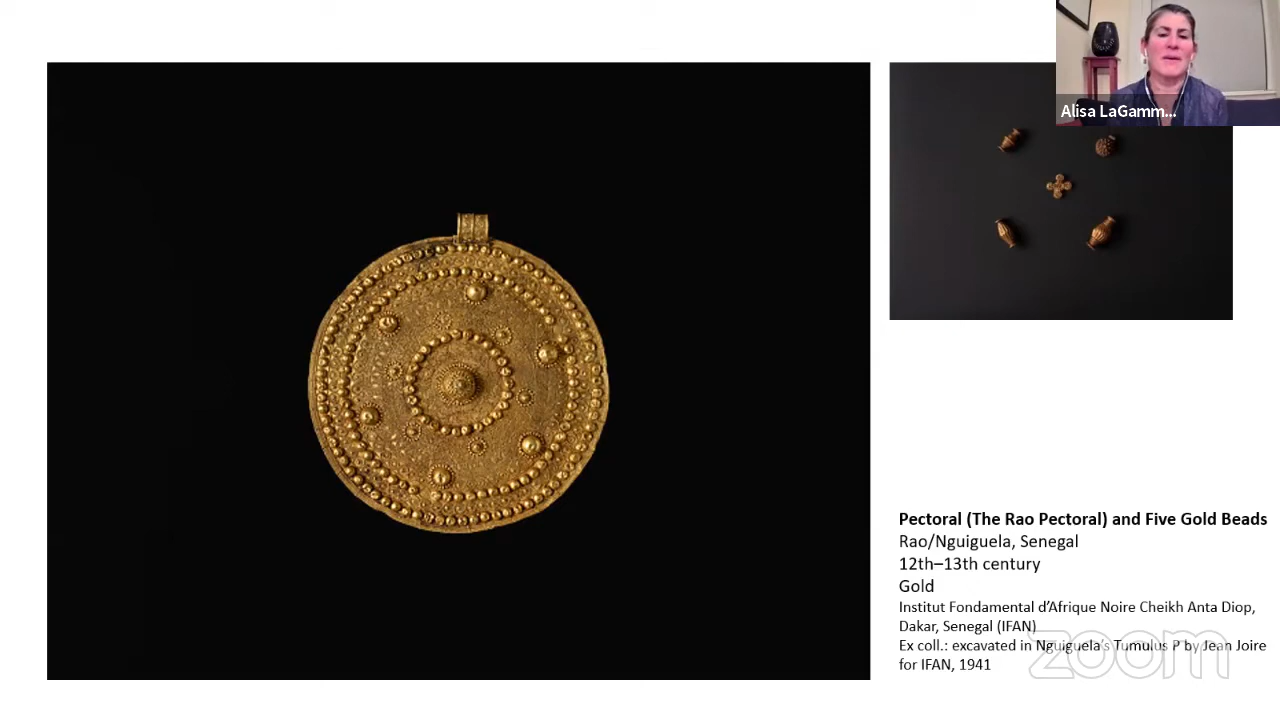 Alisa LaGamm...
Pectoral (The Rao Pectoral) and Five Gold Beads
Rao/Nguiguela, Senegal
12th–13th century
Gold
Institut Fondamental d'Afrique Noire Cheikh Anta Diop,
Dakar, Senegal (IFAN)
Ex coll.: excavated in Nguiguela's Tumulus P by Jean Joire
for IFAN, 1941
zoom